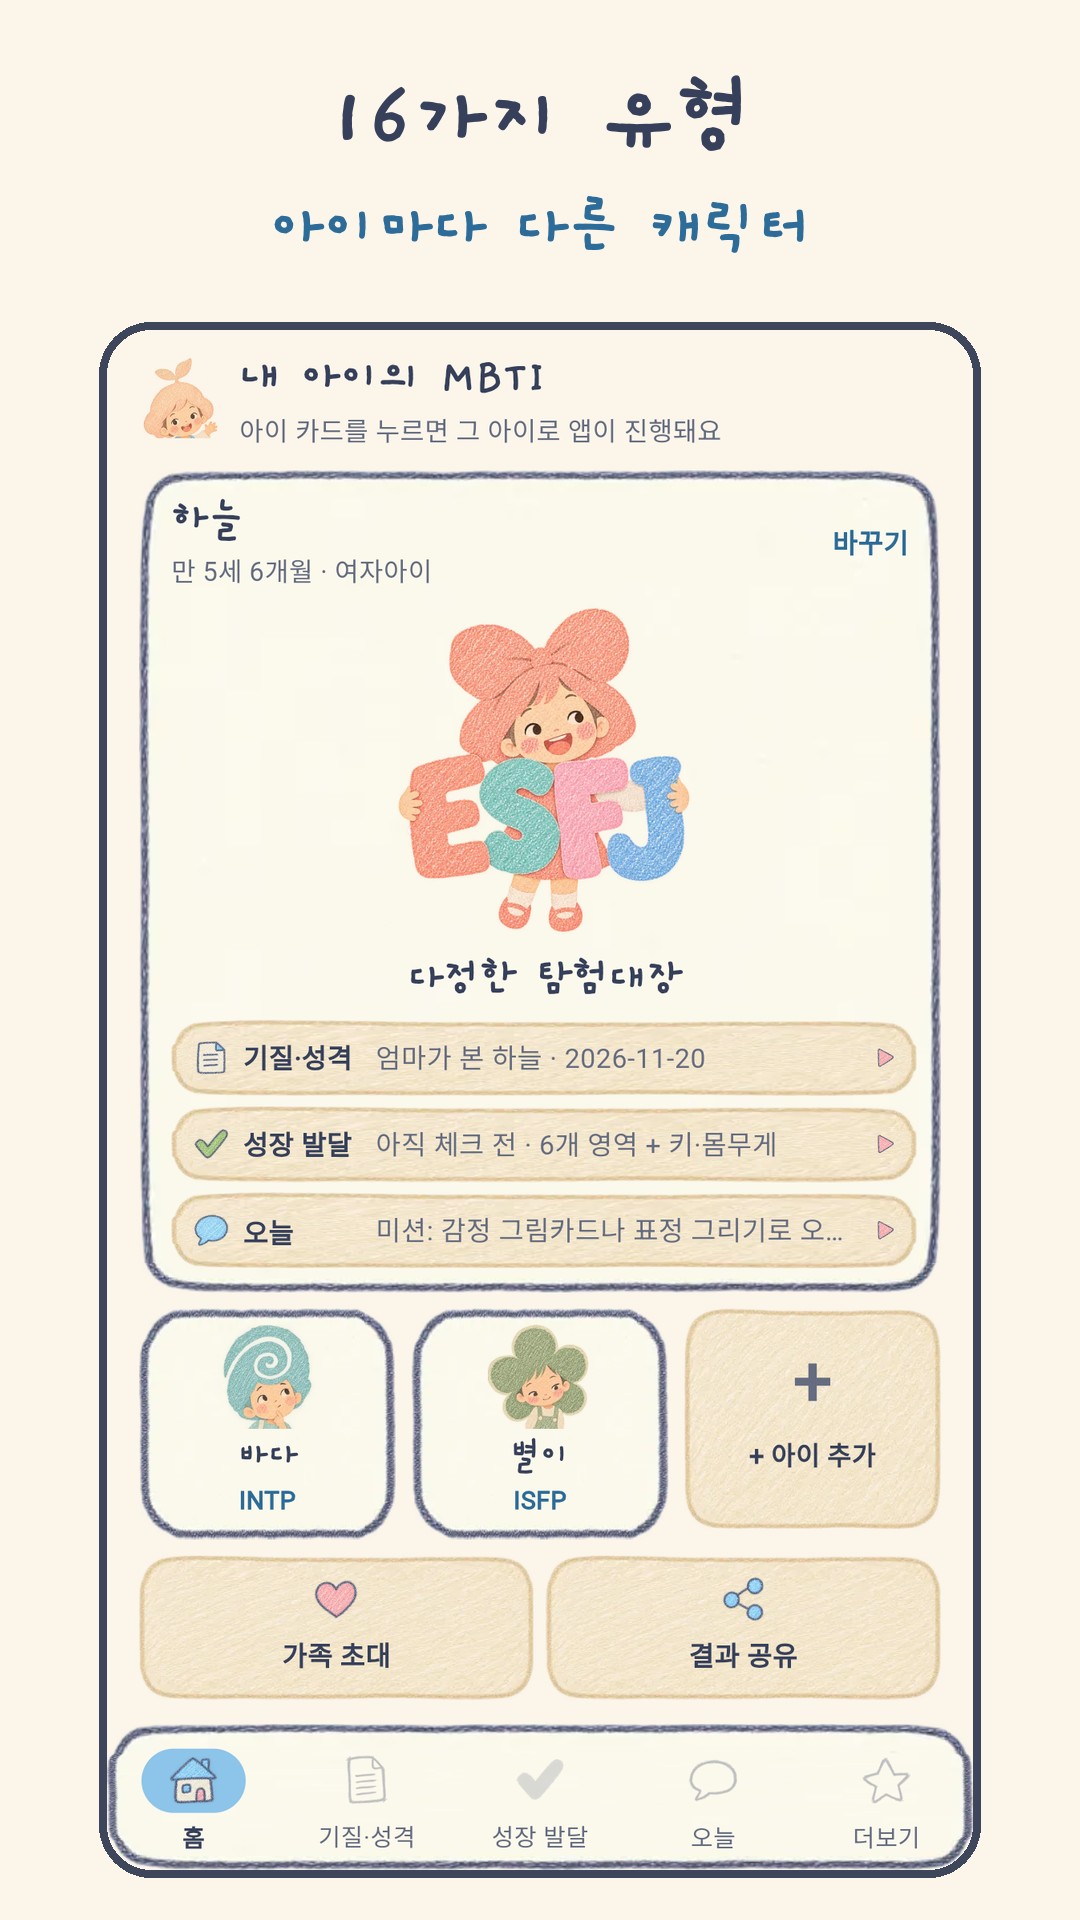 16가지 유형
아이마다 다른 캐릭터
내 아이의 MBTI
아이 카드를 누르면 그 아이로 앱이 진행돼요
하늘
바꾸기
만 5세 6개월 · 여자아이
ESFJ
다정한 탐험대장
기질·성격 엄마가 본 하늘 · 2026-11-20
성장 발달 아직 체크 전 · 6개 영역 + 키·몸무게
오늘 미션: 감정 그림카드나 표정 그리기로 오...
바다
INTP
별이
ISFP
+
+ 아이 추가
가족 초대
결과 공유
홈
기질·성격
성장 발달
오늘
더보기